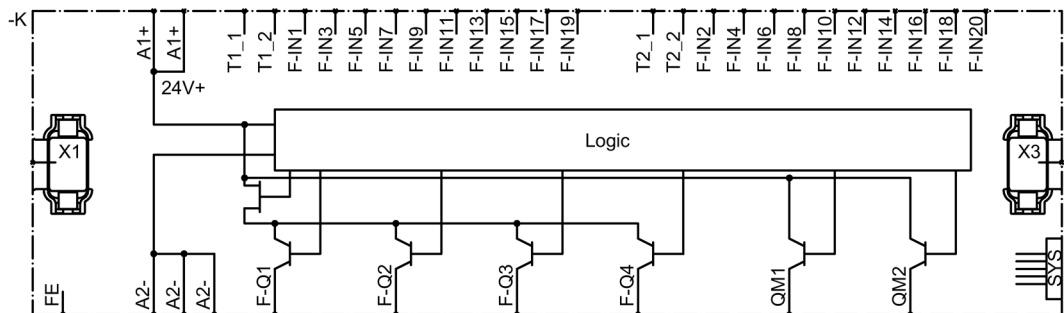 -K
A1+
A1+
T1_1
T1_2
F-IN1
F-IN3
F-IN5
F-IN7
F-IN9
F-IN11
F-IN13
F-IN15
F-IN17
F-IN19
T2_1
T2_2
F-IN2
F-IN4
F-IN6
F-IN8
F-IN10
F-IN12
F-IN14
F-IN16
F-IN18
F-IN20
24V+
X1
Logic
X3
FE
A2-
A2-
A2-
F-Q1
F-Q2
F-Q3
F-Q4
QM1
QM2
SYS